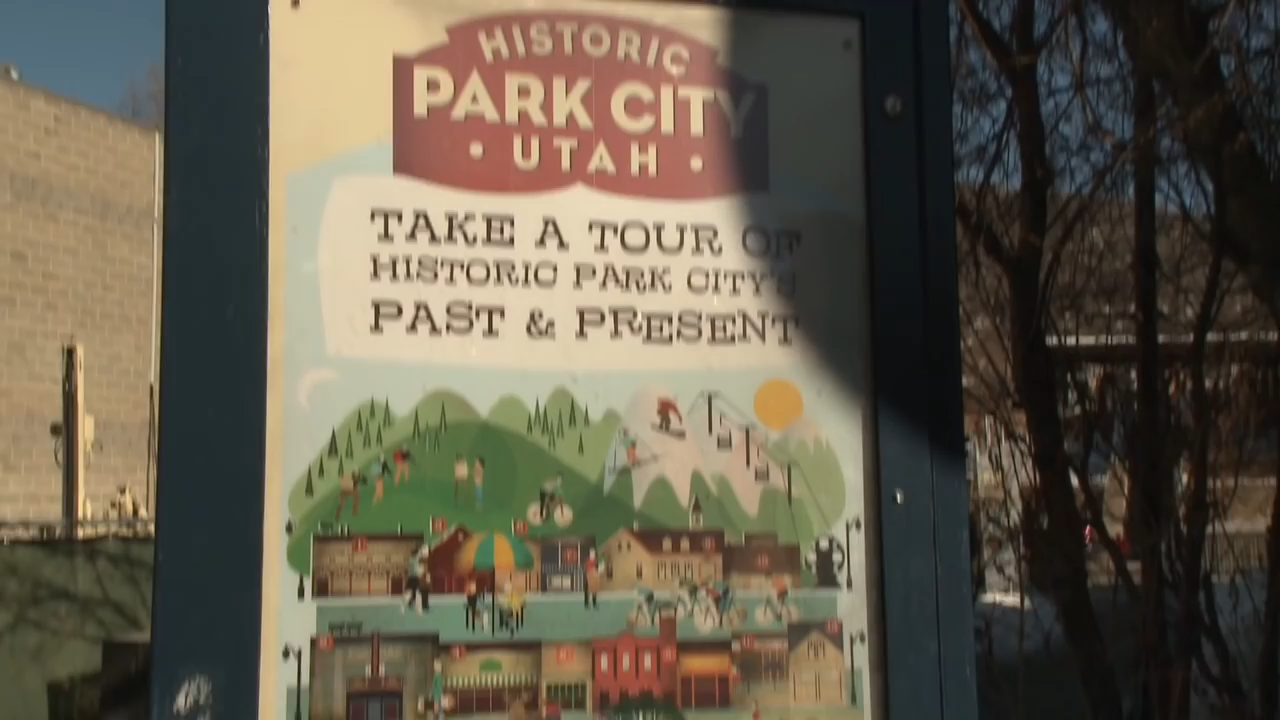 HISTORIC
PARK CITY
• UTAH •
TAKE A TOUR OF
HISTORIC PARK CITY'S
PAST & PRESENT